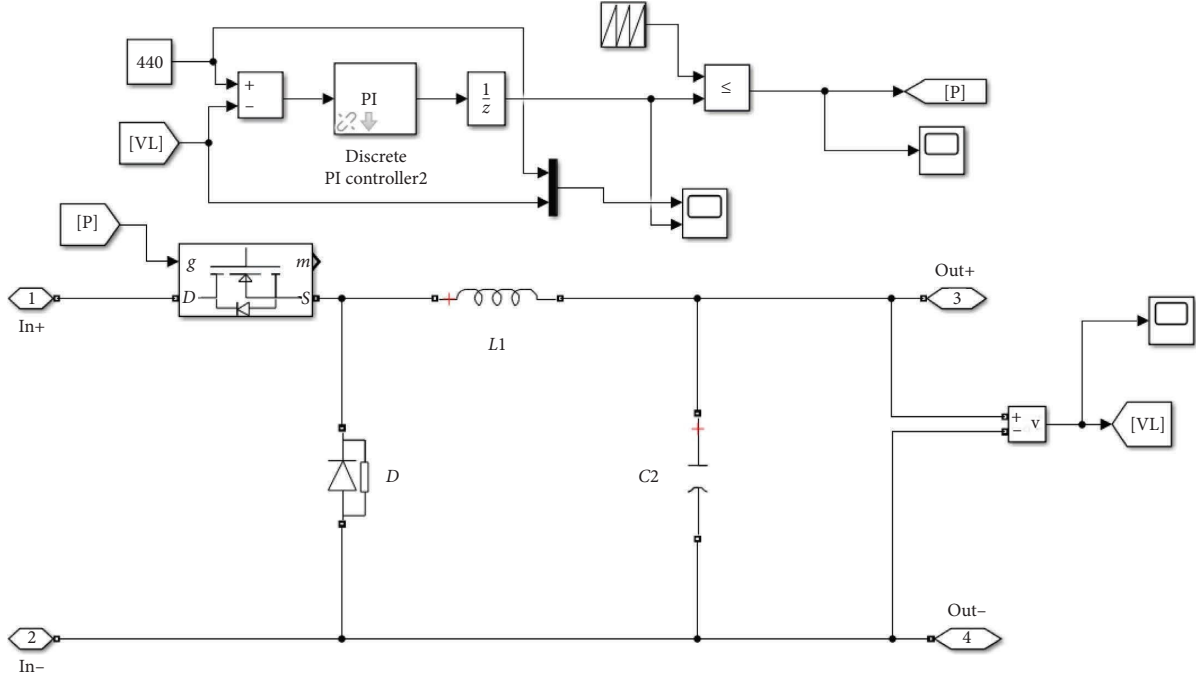 440
+
−
PI
1
z
≤
[P]
[VL]
Discrete
PI controller2
[P]
g
m
D
S
1
In+
L1
Out+
3
+
−
v
[VL]
D
C2
2
In–
Out–
4